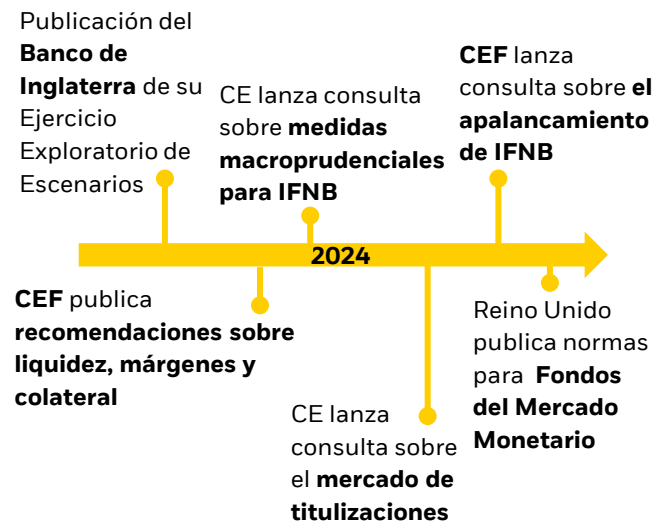 Publicación del
Banco de
Inglaterra de su
Ejercicio
Exploratorio de
Escenarios
CE lanza consulta
sobre medidas
macroprudenciales
para IFNB
CEF lanza
consulta sobre el
apalancamiento
de IFNB
2024
CEF publica
recomendaciones sobre
liquidez, márgenes y
colateral
CE lanza
consulta sobre
el mercado de
titulizaciones
Reino Unido
publica normas
para Fondos
del Mercado
Monetario